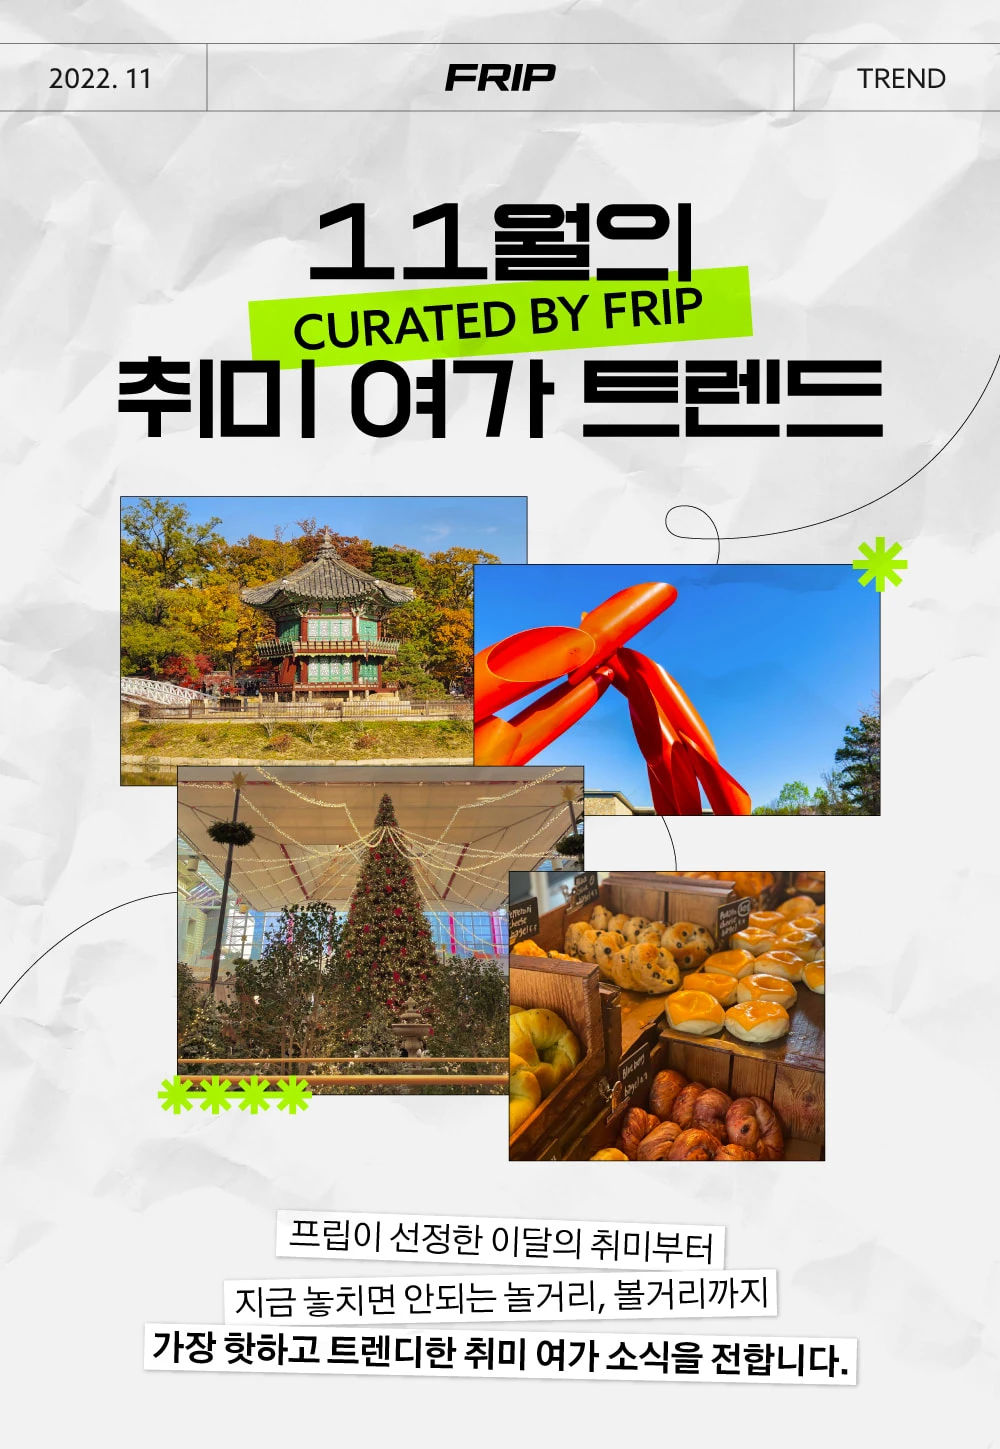 2022. 11
FRIP
TREND
11월의
CURATED BY FRIP
취미 여가 트렌드
Blueberry
프립이 선정한 이달의 취미부터
지금 놓치면 안되는 놀거리, 볼거리까지
가장 핫하고 트렌디한 취미 여가 소식을 전합니다.